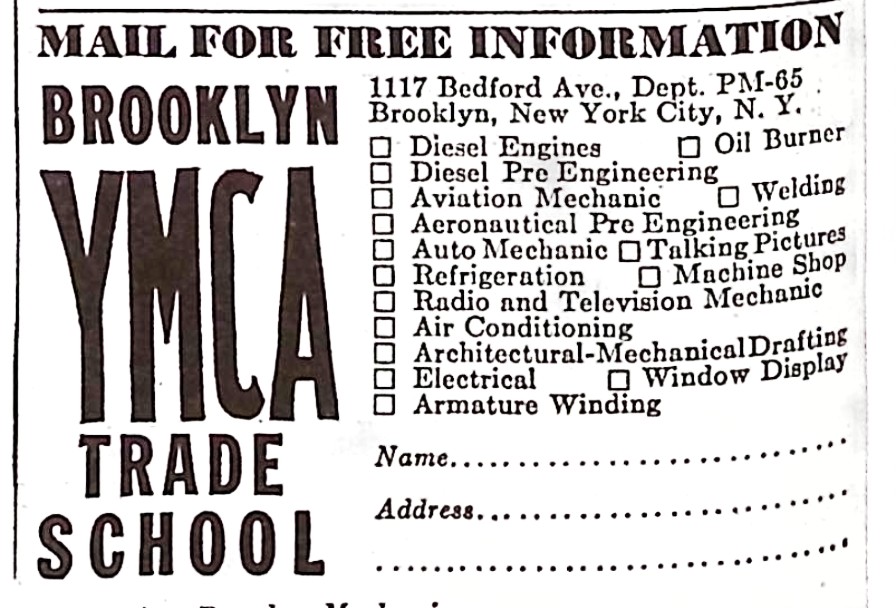 MAIL FOR FREE INFORMATION
BROOKLYN
YMCA
TRADE
SCHOOL
1117 Bedford Ave., Dept. PM-65
Brooklyn, New York City, N. Y.
☐ Diesel Engines ☐ Oil Burner
☐ Diesel Pre Engineering
☐ Aviation Mechanic ☐ Welding
☐ Aeronautical Pre Engineering
☐ Auto Mechanic ☐ Talking Pictures
☐ Refrigeration ☐ Machine Shop
☐ Radio and Television Mechanic
☐ Air Conditioning
☐ Architectural-Mechanical Drafting
☐ Electrical ☐ Window Display
☐ Armature Winding
Name
Address